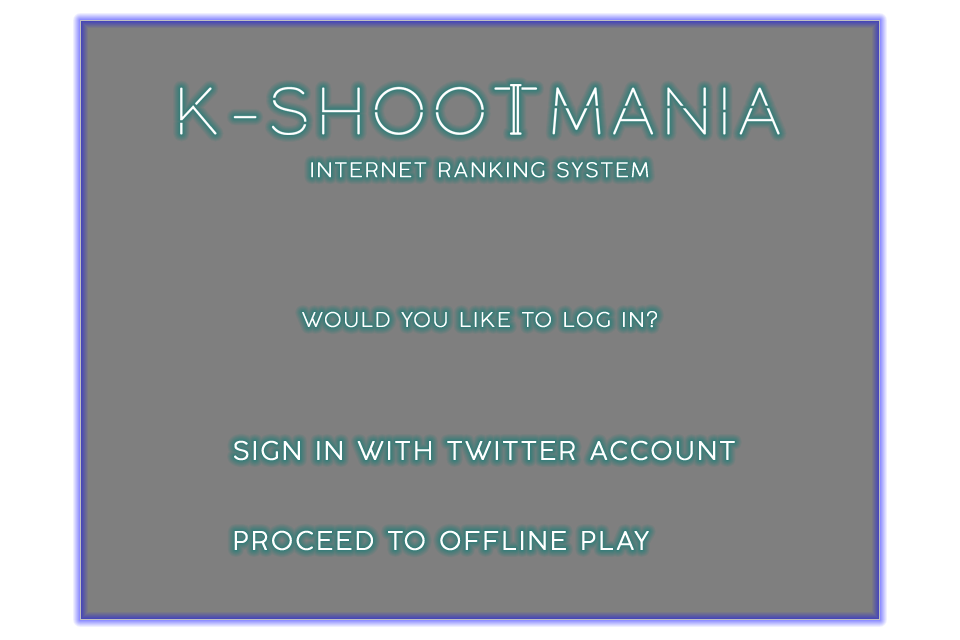 K-SHOOTMANIA
INTERNET RANKING SYSTEM
WOULD YOU LIKE TO LOG IN?
SIGN IN WITH TWITTER ACCOUNT
PROCEED TO OFFLINE PLAY